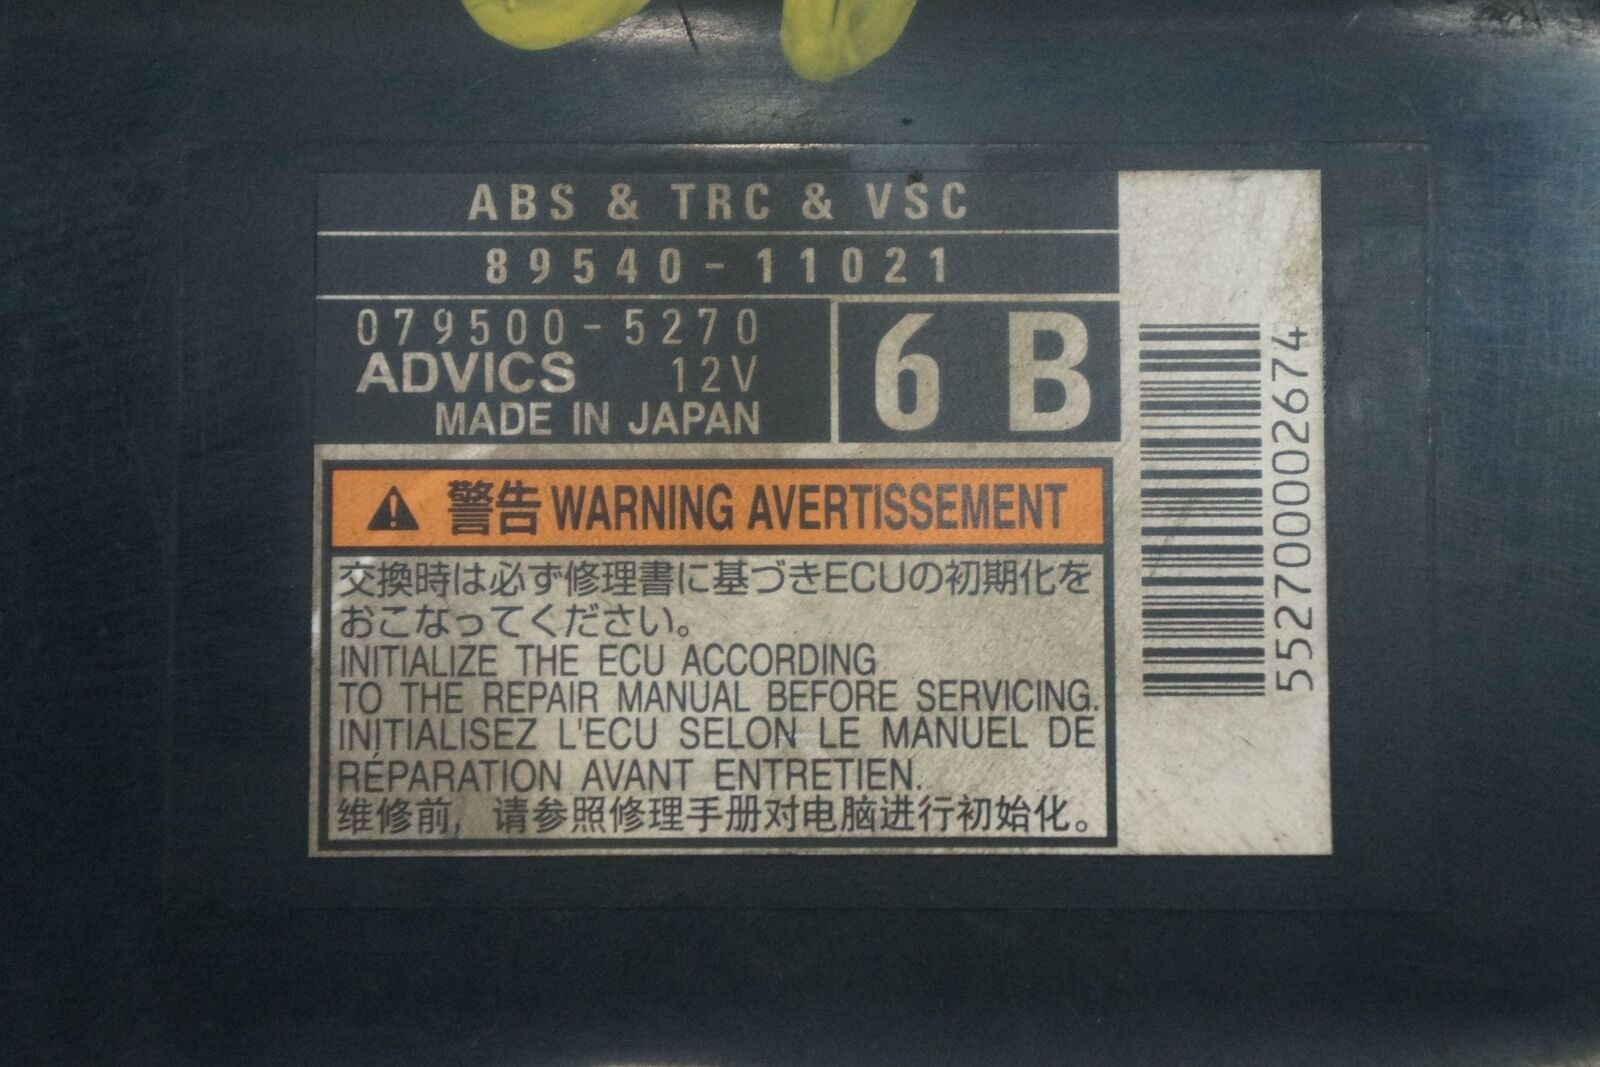 ABS & TRC & VSC
89540-11021
079500-5270
ADVICS 12V
MADE IN JAPAN
6 B
警告 WARNING AVERTISSEMENT
交換時は必ず修理書に基づきECUの初期化を
おこなってください。
INITIALIZE THE ECU ACCORDING
TO THE REPAIR MANUAL BEFORE SERVICING.
INITIALISEZ L'ECU SELON LE MANUEL DE
RÉPARATION AVANT ENTRETIEN.
维修前，请参照修理手册对电脑进行初始化。
552700002674